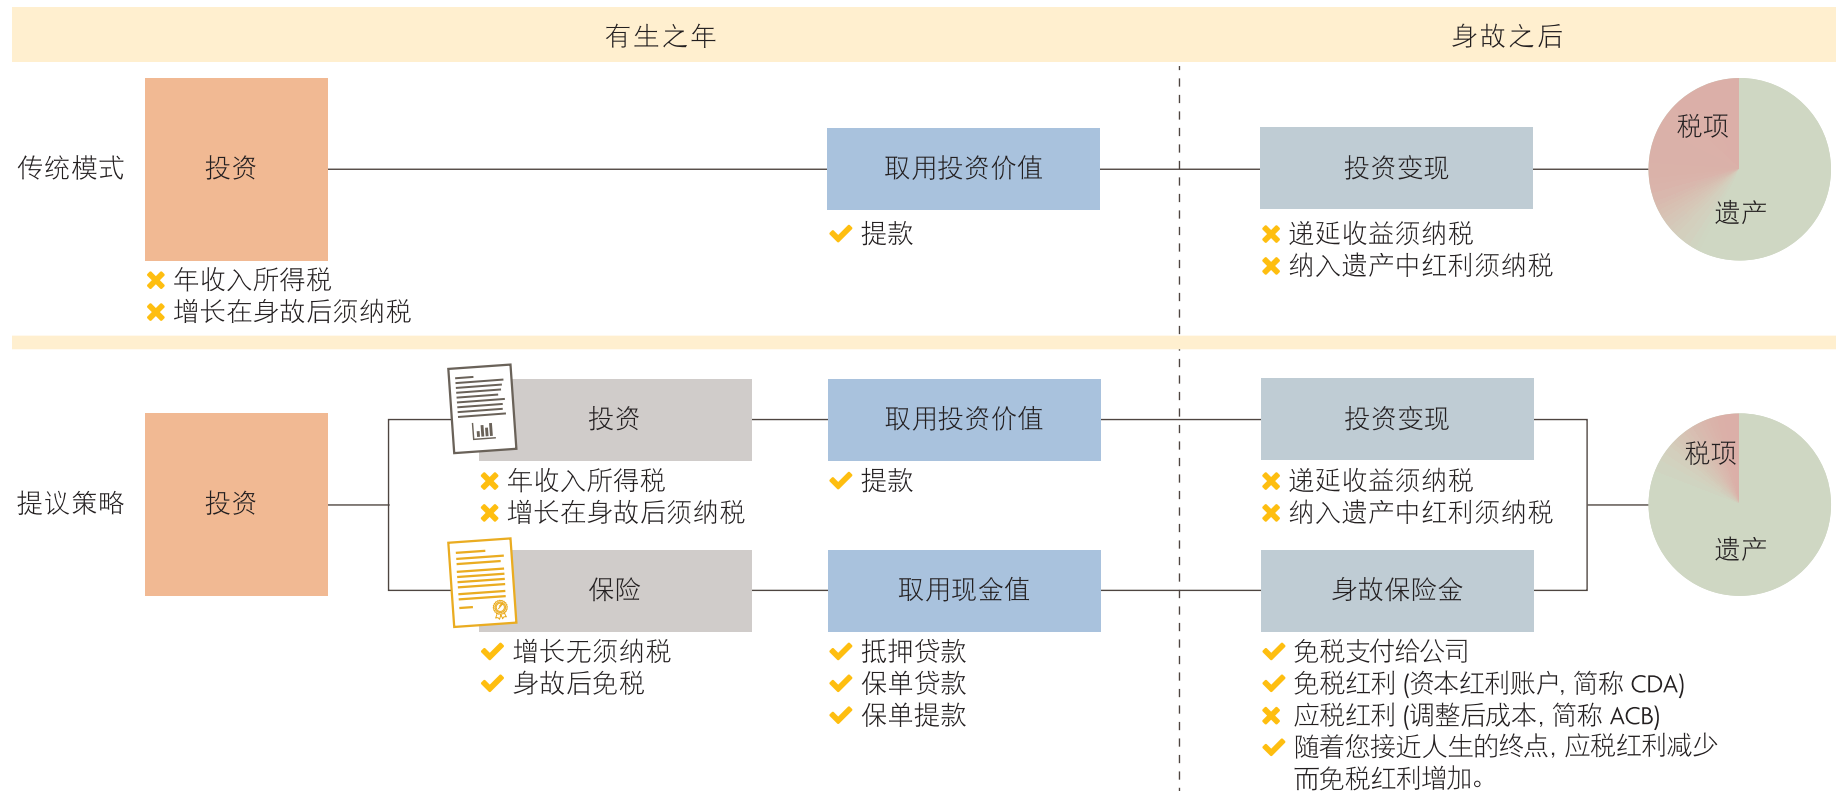 有生之年
身故之后
传统模式
投资
年收入所得税
增长在身故后须纳税
取用投资价值
提款
投资变现
递延收益须纳税
纳入遗产中红利须纳税
税项
遗产
提议策略
投资
投资
年收入所得税
增长在身故后须纳税
取用投资价值
提款
投资变现
递延收益须纳税
纳入遗产中红利须纳税
保险
增长无须纳税
身故后免税
取用现金值
抵押贷款
保单贷款
保单提款
身故保险金
免税支付给公司
免税红利 (资本红利账户, 简称 CDA)
应税红利 (调整后成本, 简称 ACB)
随着您接近人生的终点, 应税红利减少
而免税红利增加。
税项
遗产